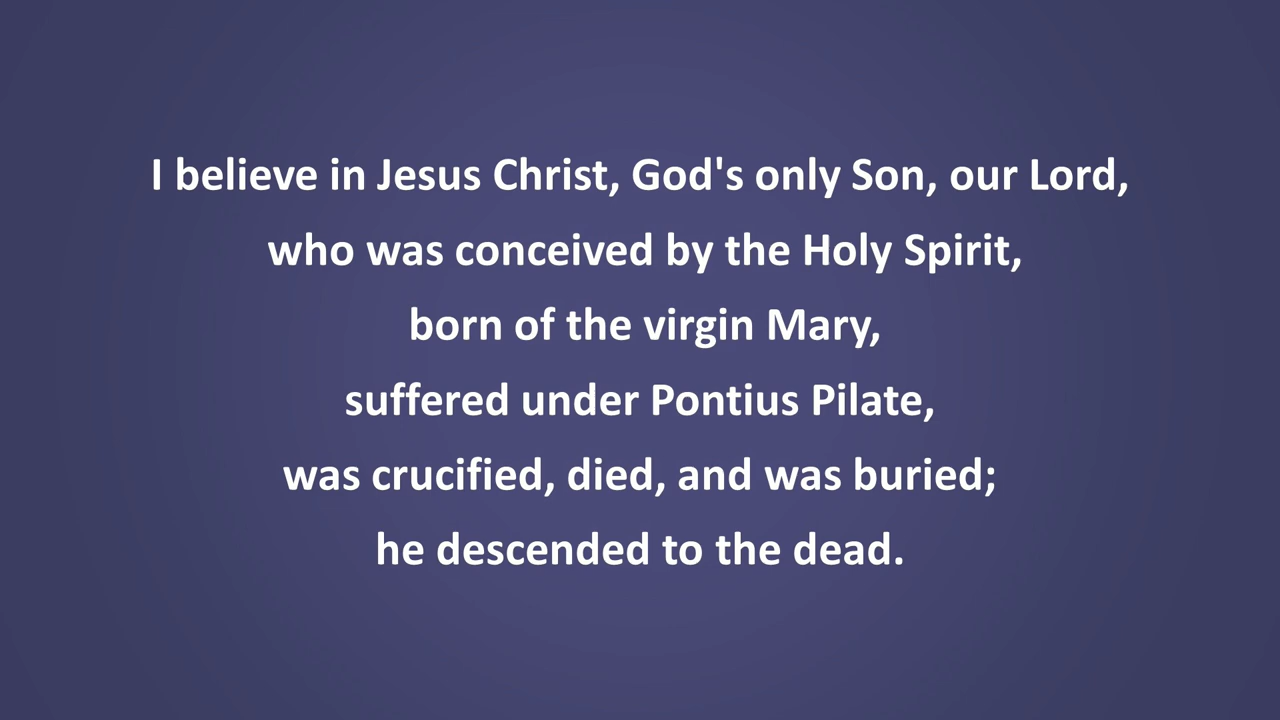 I believe in Jesus Christ, God's only Son, our Lord,
who was conceived by the Holy Spirit,
born of the virgin Mary,
suffered under Pontius Pilate,
was crucified, died, and was buried;
he descended to the dead.